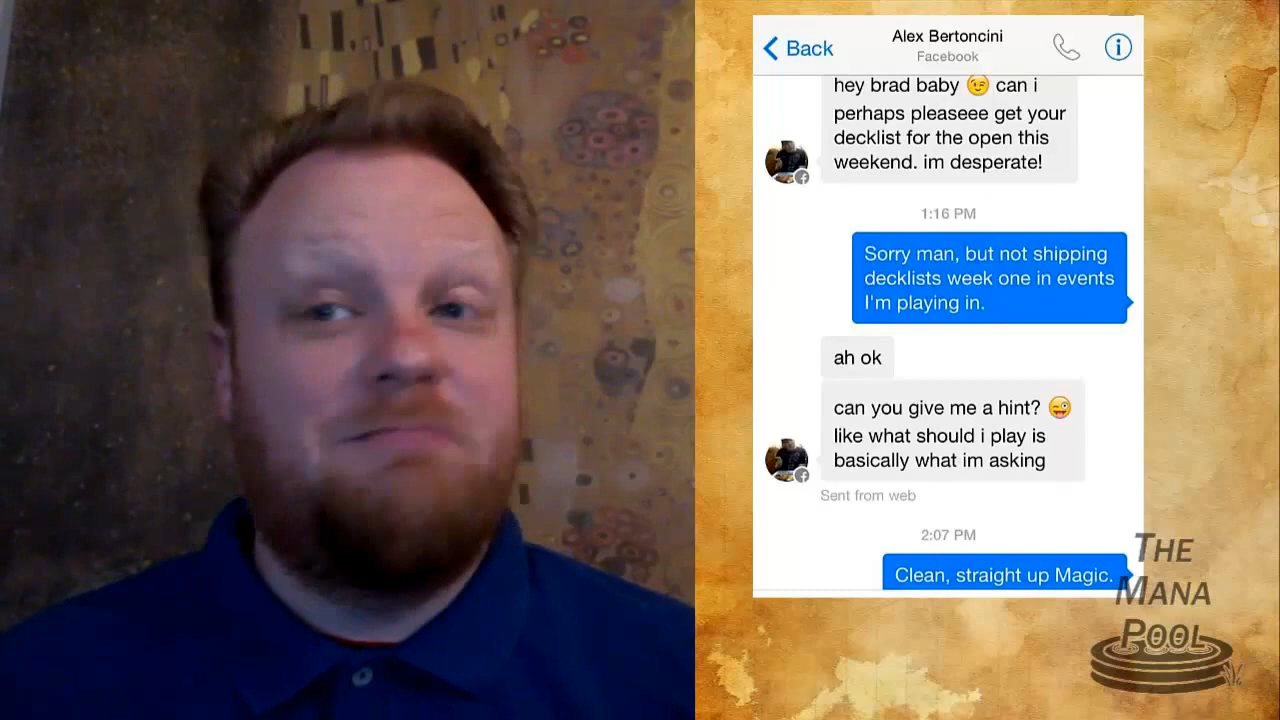 Back
Alex Bertoncini
Facebook
hey brad baby 😉 can i
perhaps pleaseee get your
decklist for the open this
weekend. im desperate!
1:16 PM
Sorry man, but not shipping
decklists week one in events
I'm playing in.
ah ok
can you give me a hint? 😜
like what should i play is
basically what im asking
Sent from web
2:07 PM
Clean, straight up Magic.
THE
MANA
POOL